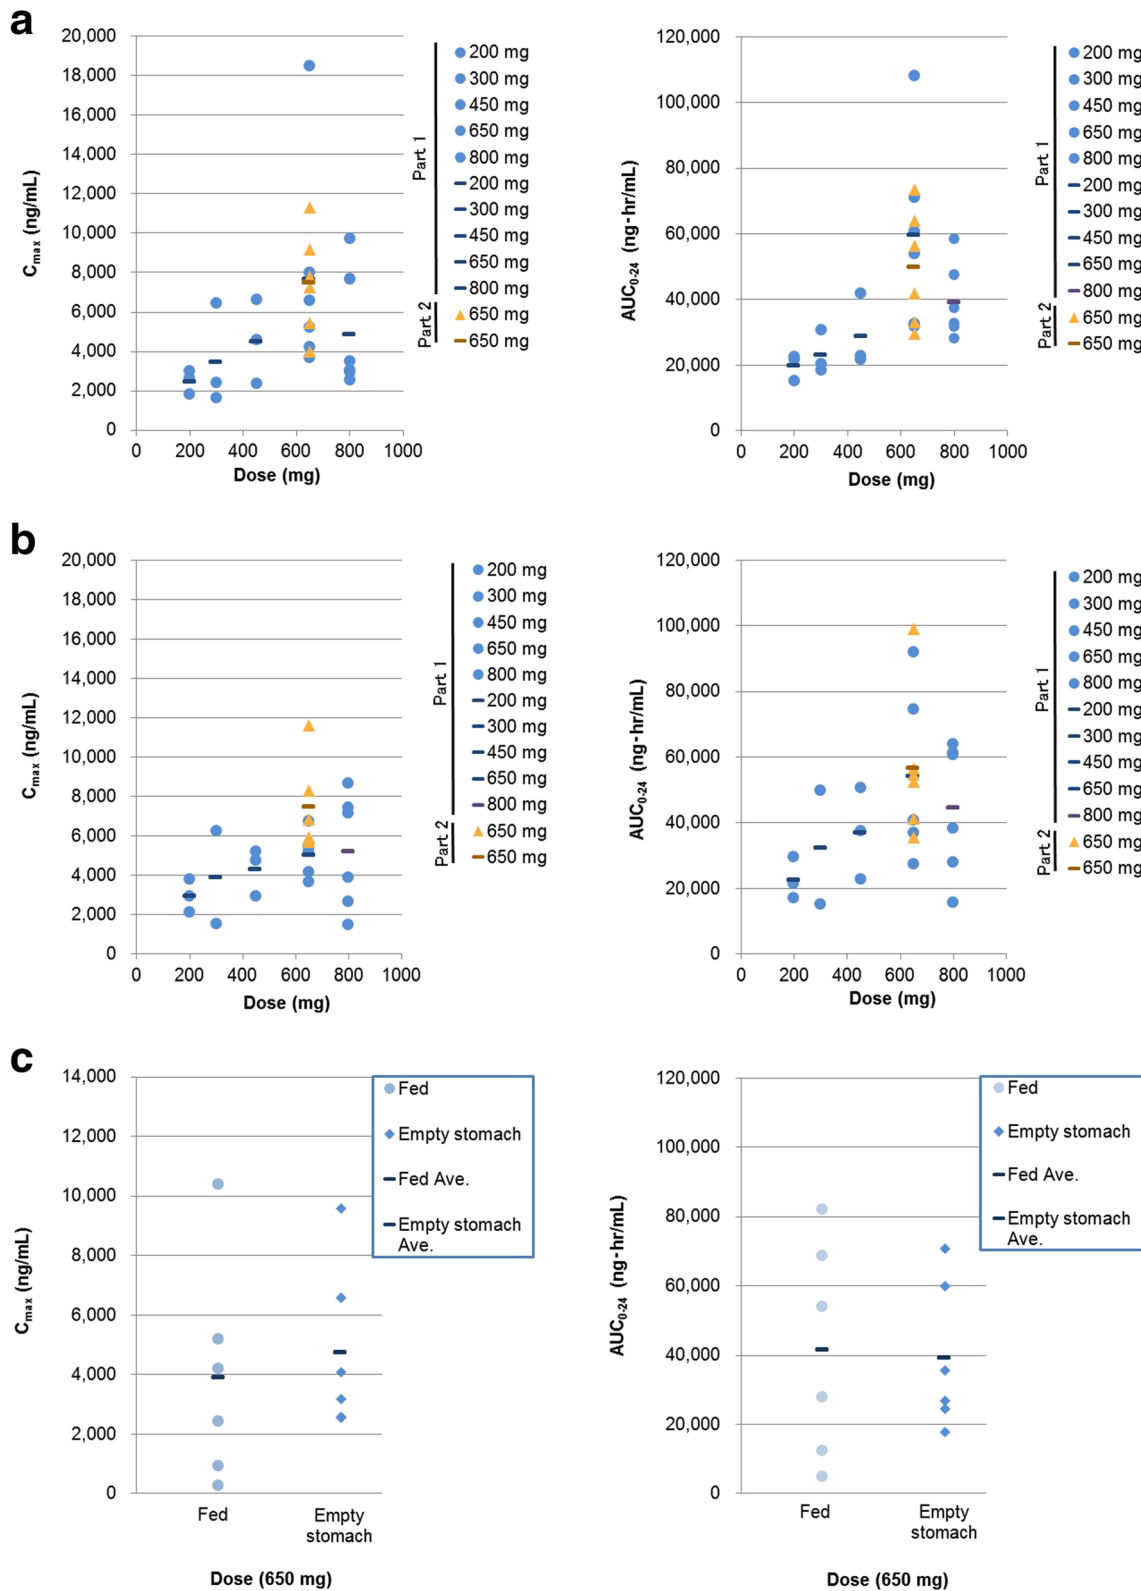 a
20,000
18,000
16,000
14,000
12,000
10,000
8,000
6,000
4,000
2,000
0
Cmax (ng/mL)
0 200 400 600 800 1000
Dose (mg)
Part 1
200 mg
300 mg
450 mg
650 mg
800 mg
200 mg
300 mg
450 mg
650 mg
800 mg
Part 2
650 mg
650 mg
120,000
100,000
80,000
60,000
40,000
20,000
0
AUC0-24 (ng-hr/mL)
0 200 400 600 800 1000
Dose (mg)
Part 1
200 mg
300 mg
450 mg
650 mg
800 mg
200 mg
300 mg
450 mg
650 mg
800 mg
Part 2
650 mg
650 mg
b
20,000
18,000
16,000
14,000
12,000
10,000
8,000
6,000
4,000
2,000
0
Cmax (ng/mL)
0 200 400 600 800 1000
Dose (mg)
Part 1
200 mg
300 mg
450 mg
650 mg
800 mg
200 mg
300 mg
450 mg
650 mg
800 mg
Part 2
650 mg
650 mg
120,000
100,000
80,000
60,000
40,000
20,000
0
AUC0-24 (ng-hr/mL)
0 200 400 600 800 1000
Dose (mg)
Part 1
200 mg
300 mg
450 mg
650 mg
800 mg
200 mg
300 mg
450 mg
650 mg
800 mg
Part 2
650 mg
650 mg
c
14,000
12,000
10,000
8,000
6,000
4,000
2,000
0
Cmax (ng/mL)
Fed
Empty stomach
Fed Ave.
Empty stomach
Ave.
Fed
Empty
stomach
Dose (650 mg)
120,000
100,000
80,000
60,000
40,000
20,000
0
AUC0-24 (ng-hr/mL)
Fed
Empty stomach
Fed Ave.
Empty stomach
Ave.
Fed
Empty
stomach
Dose (650 mg)